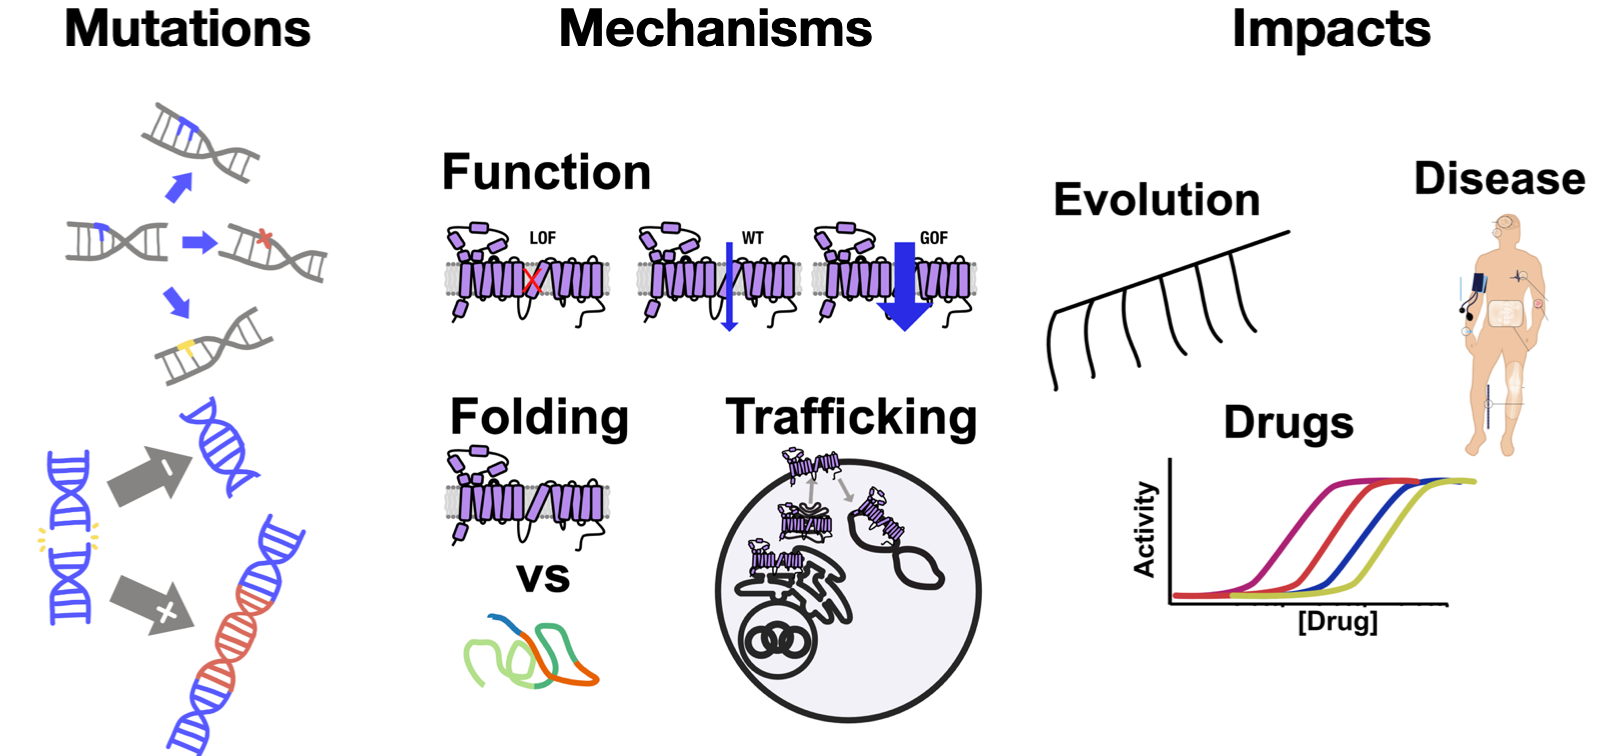 Mutations
Mechanisms
Impacts
Function
LOF
WT
GOF
Folding
vs
Trafficking
Evolution
Disease
Drugs
Activity
[Drug]
-
+